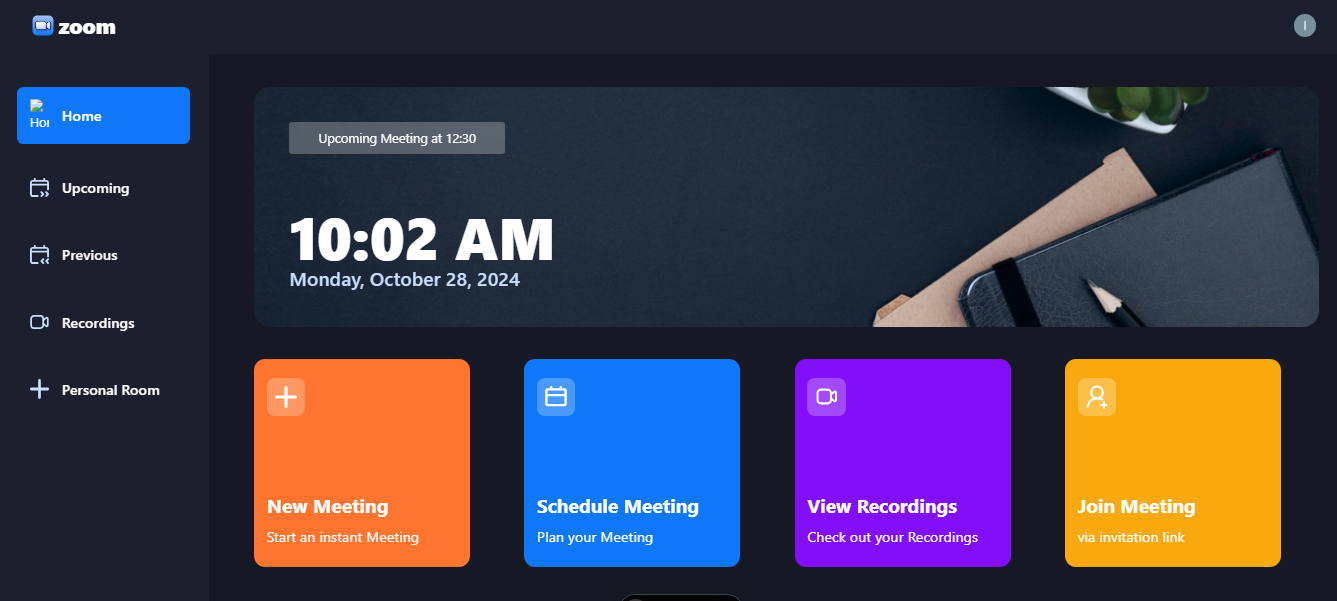 zoom
I
Hor
Home
Upcoming
Previous
Recordings
Personal Room
Upcoming Meeting at 12:30
10:02 AM
Monday, October 28, 2024
New Meeting
Start an instant Meeting
Schedule Meeting
Plan your Meeting
View Recordings
Check out your Recordings
Join Meeting
via invitation link